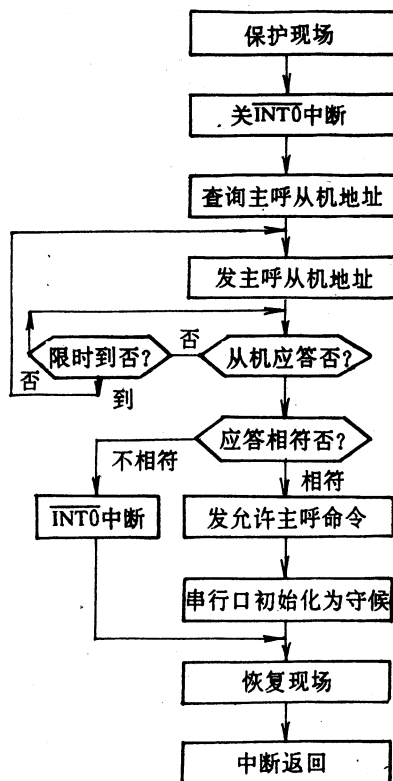 保护现场
关INT0中断
查询主呼从机地址
发主呼从机地址
限时到否？
否
从机应答否？
否
到
应答相符否？
不相符
相符
INT0中断
发允许主呼命令
串行口初始化为守候
恢复现场
中断返回